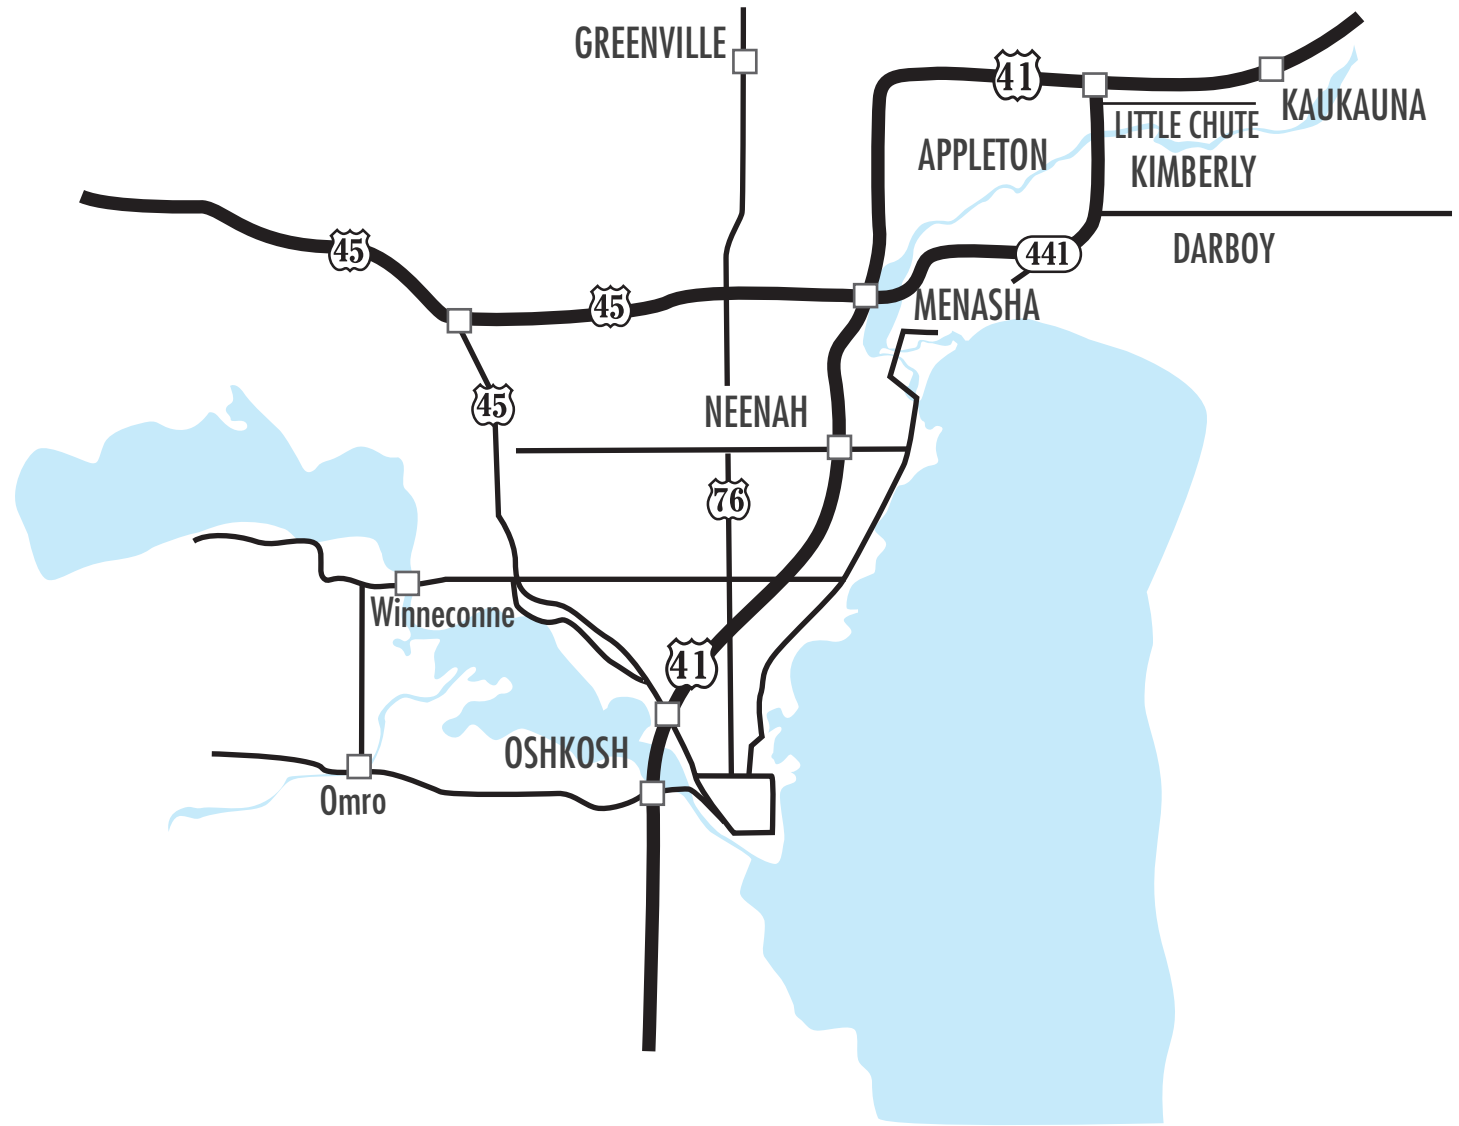 GREENVILLE
41
KAUKAUNA
LITTLE CHUTE
APPLETON
KIMBERLY
45
441
DARBOY
45
MENASHA
45
NEENAH
76
Winneconne
41
OSHKOSH
Omro